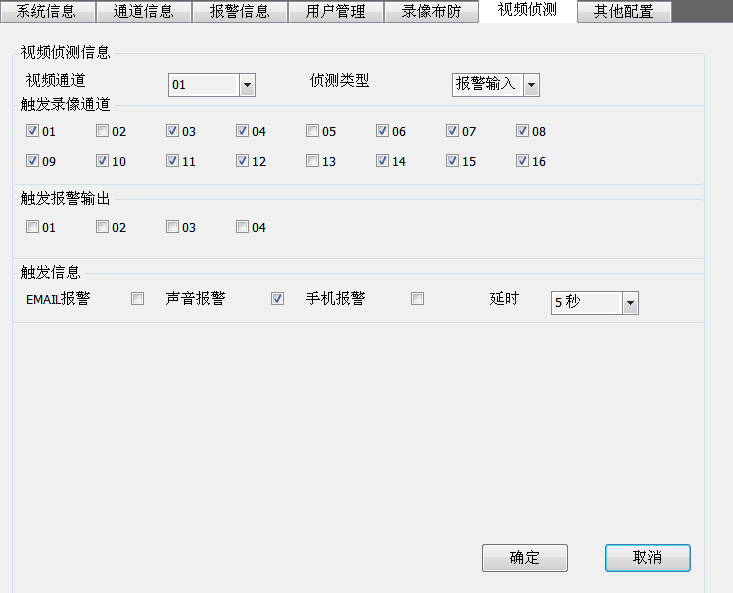 系统信息 通道信息 报警信息 用户管理 录像布防 视频侦测 其他配置
视频侦测信息
视频通道 01 侦测类型 报警输入
触发录像通道
01 02 03 04 05 06 07 08
09 10 11 12 13 14 15 16
触发报警输出
01 02 03 04
触发信息
EMAIL报警 声音报警 手机报警 延时 5 秒
确定 取消